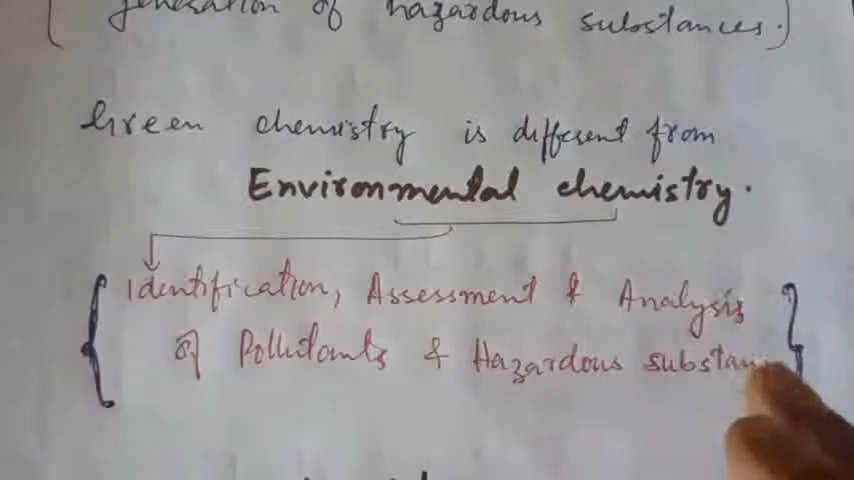 generation of hazardous substances.)
Green chemistry is different from
Environmental chemistry.
Identification, Assessment & Analysis
of Pollutants & Hazardous